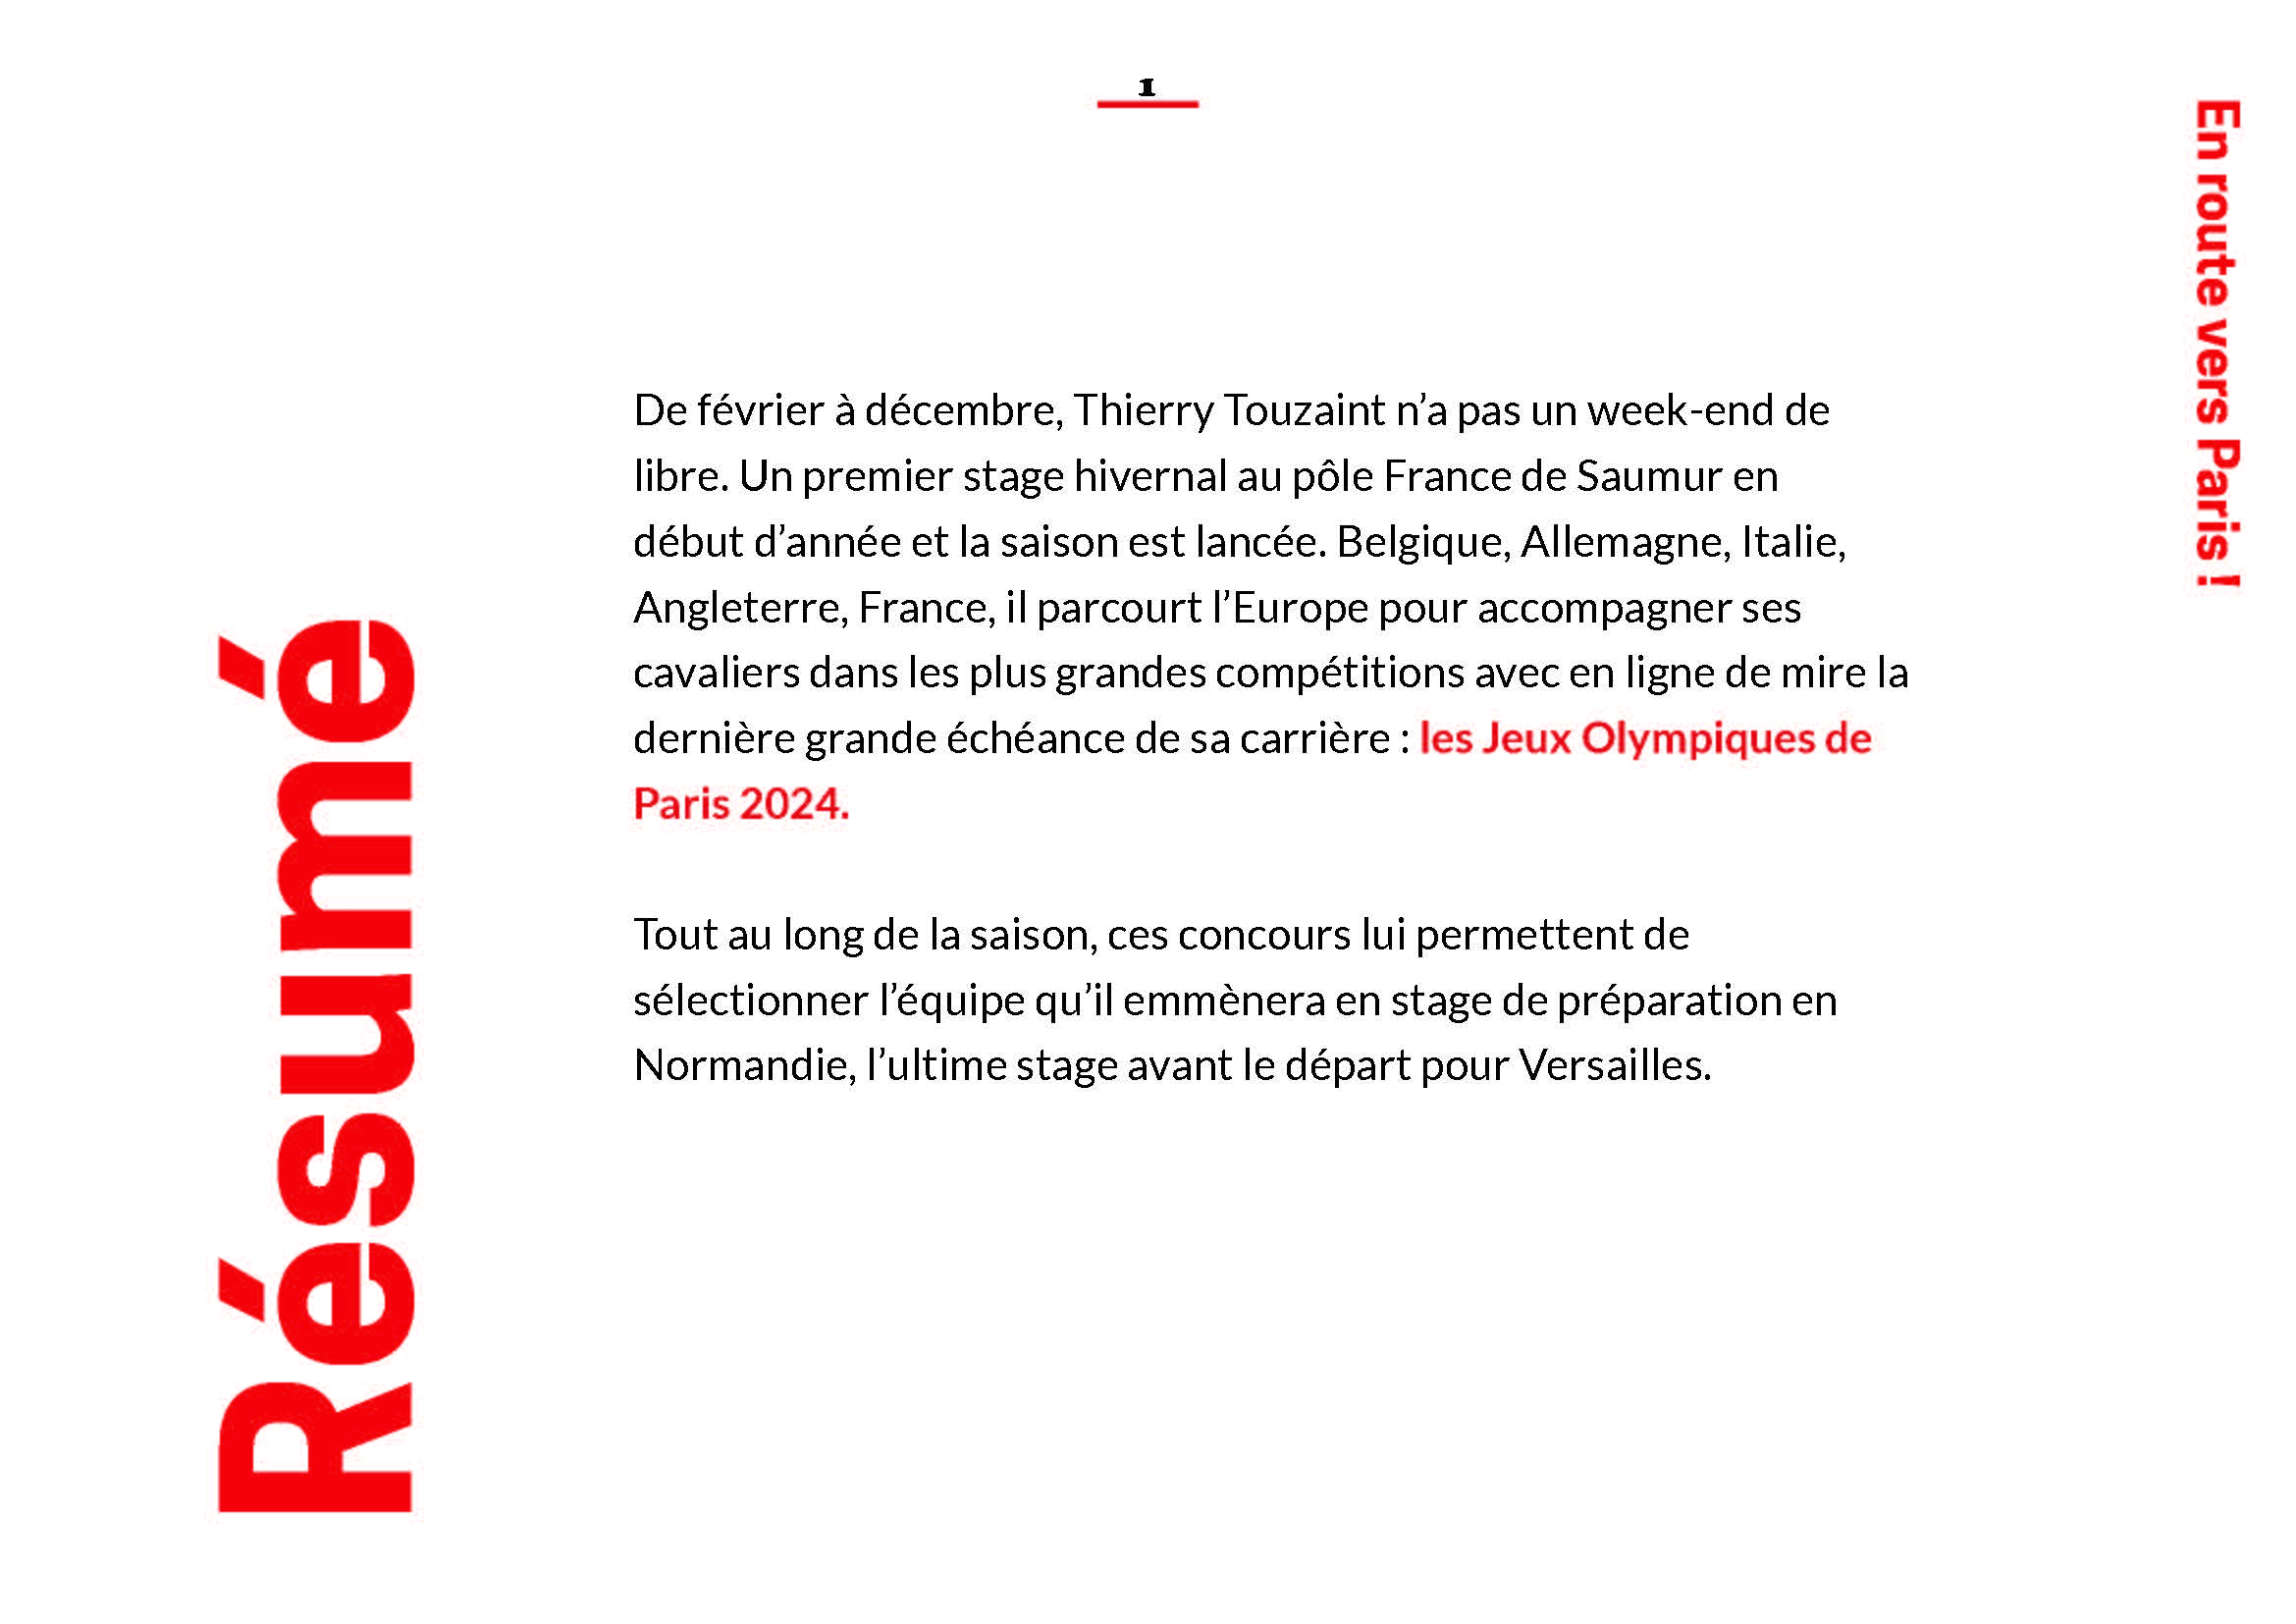 1
En route vers Paris !
Résumé
De février à décembre, Thierry Touzaint n’a pas un week-end de
libre. Un premier stage hivernal au pôle France de Saumur en
début d’année et la saison est lancée. Belgique, Allemagne, Italie,
Angleterre, France, il parcourt l’Europe pour accompagner ses
cavaliers dans les plus grandes compétitions avec en ligne de mire la
dernière grande échéance de sa carrière : les Jeux Olympiques de
Paris 2024.
Tout au long de la saison, ces concours lui permettent de
sélectionner l’équipe qu’il emmènera en stage de préparation en
Normandie, l’ultime stage avant le départ pour Versailles.